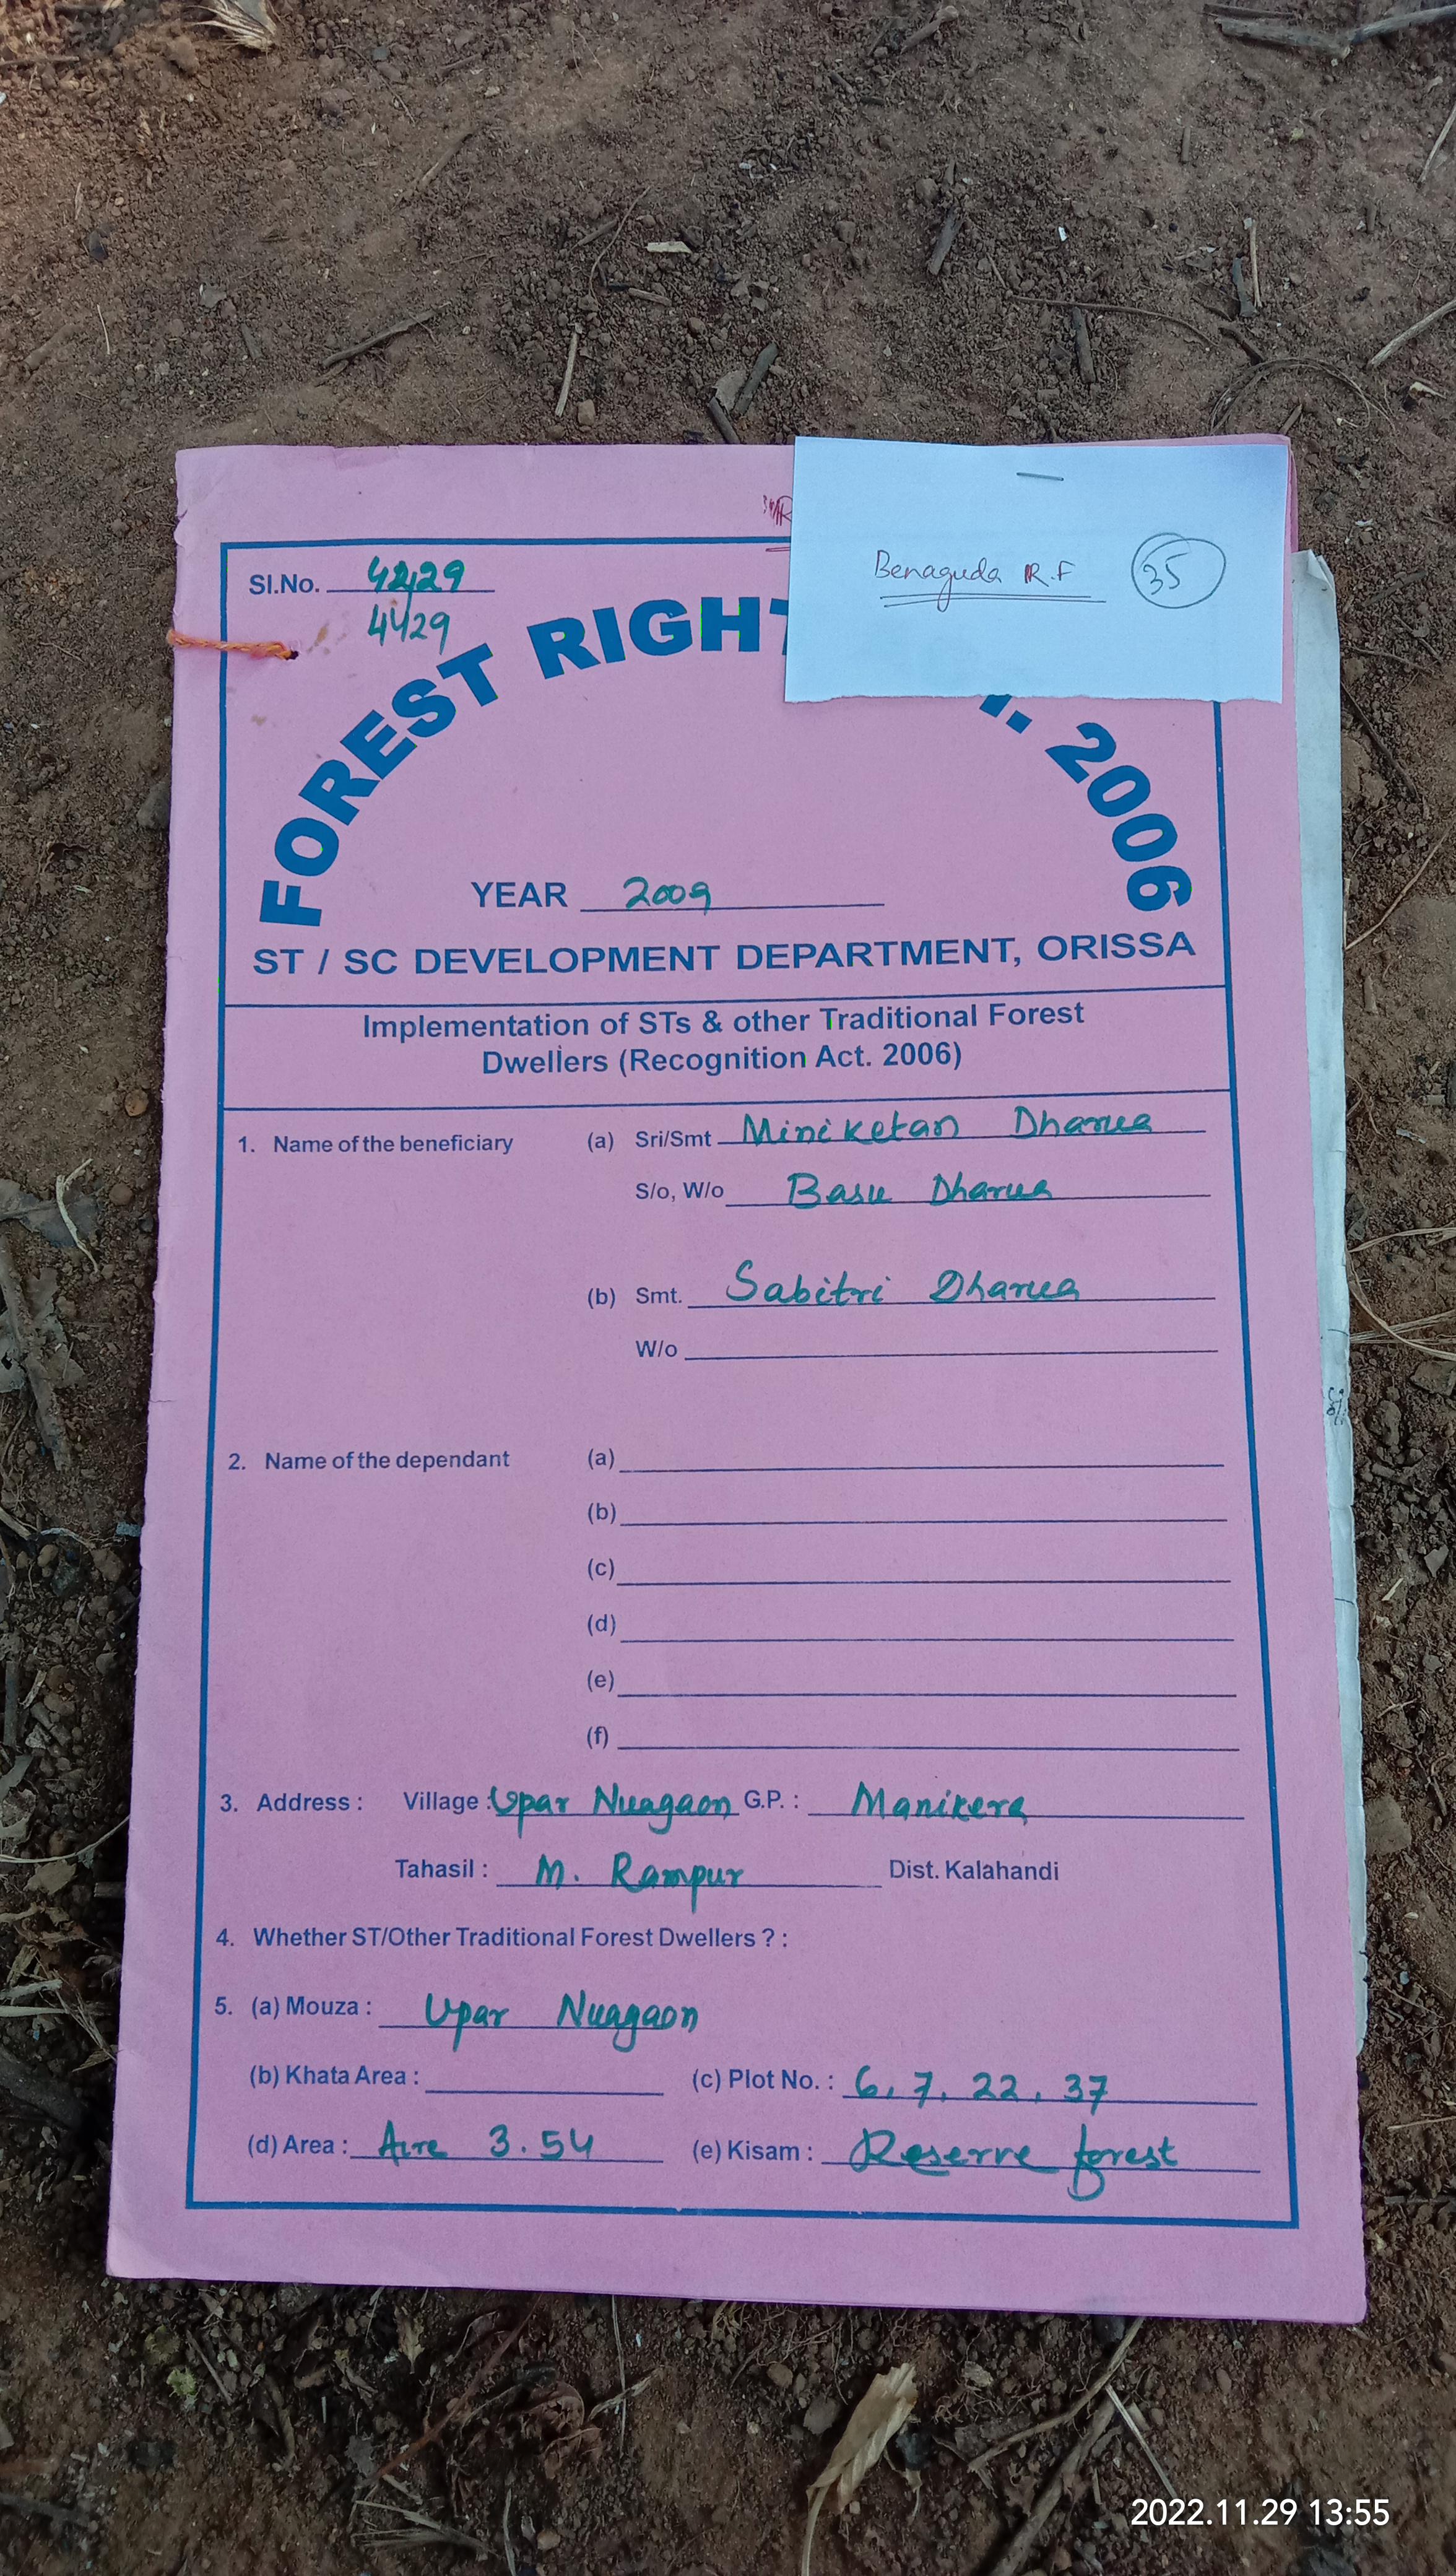 Benaguda R.F 35
Sl.No. 4229
4429
FOREST RIGHT
. 2006
YEAR 2009
ST / SC DEVELOPMENT DEPARTMENT, ORISSA
Implementation of STs & other Traditional Forest
Dwellers (Recognition Act. 2006)
1. Name of the beneficiary (a) Sri/Smt Miniketan Dharua
S/o, W/o Basu Dharua
(b) Smt. Sabitri Dharua
W/o
2. Name of the dependant (a)
(b)
(c)
(d)
(e)
(f)
3. Address : Village : Upar Nuagaon G.P. : Manikera
Tahasil : M. Rampur Dist. Kalahandi
4. Whether ST/Other Traditional Forest Dwellers ? :
5. (a) Mouza : Upar Nuagaon
(b) Khata Area : (c) Plot No. : 6, 7, 22, 37
(d) Area : Acre 3.54 (e) Kisam : Reserve forest
2022.11.29 13:55